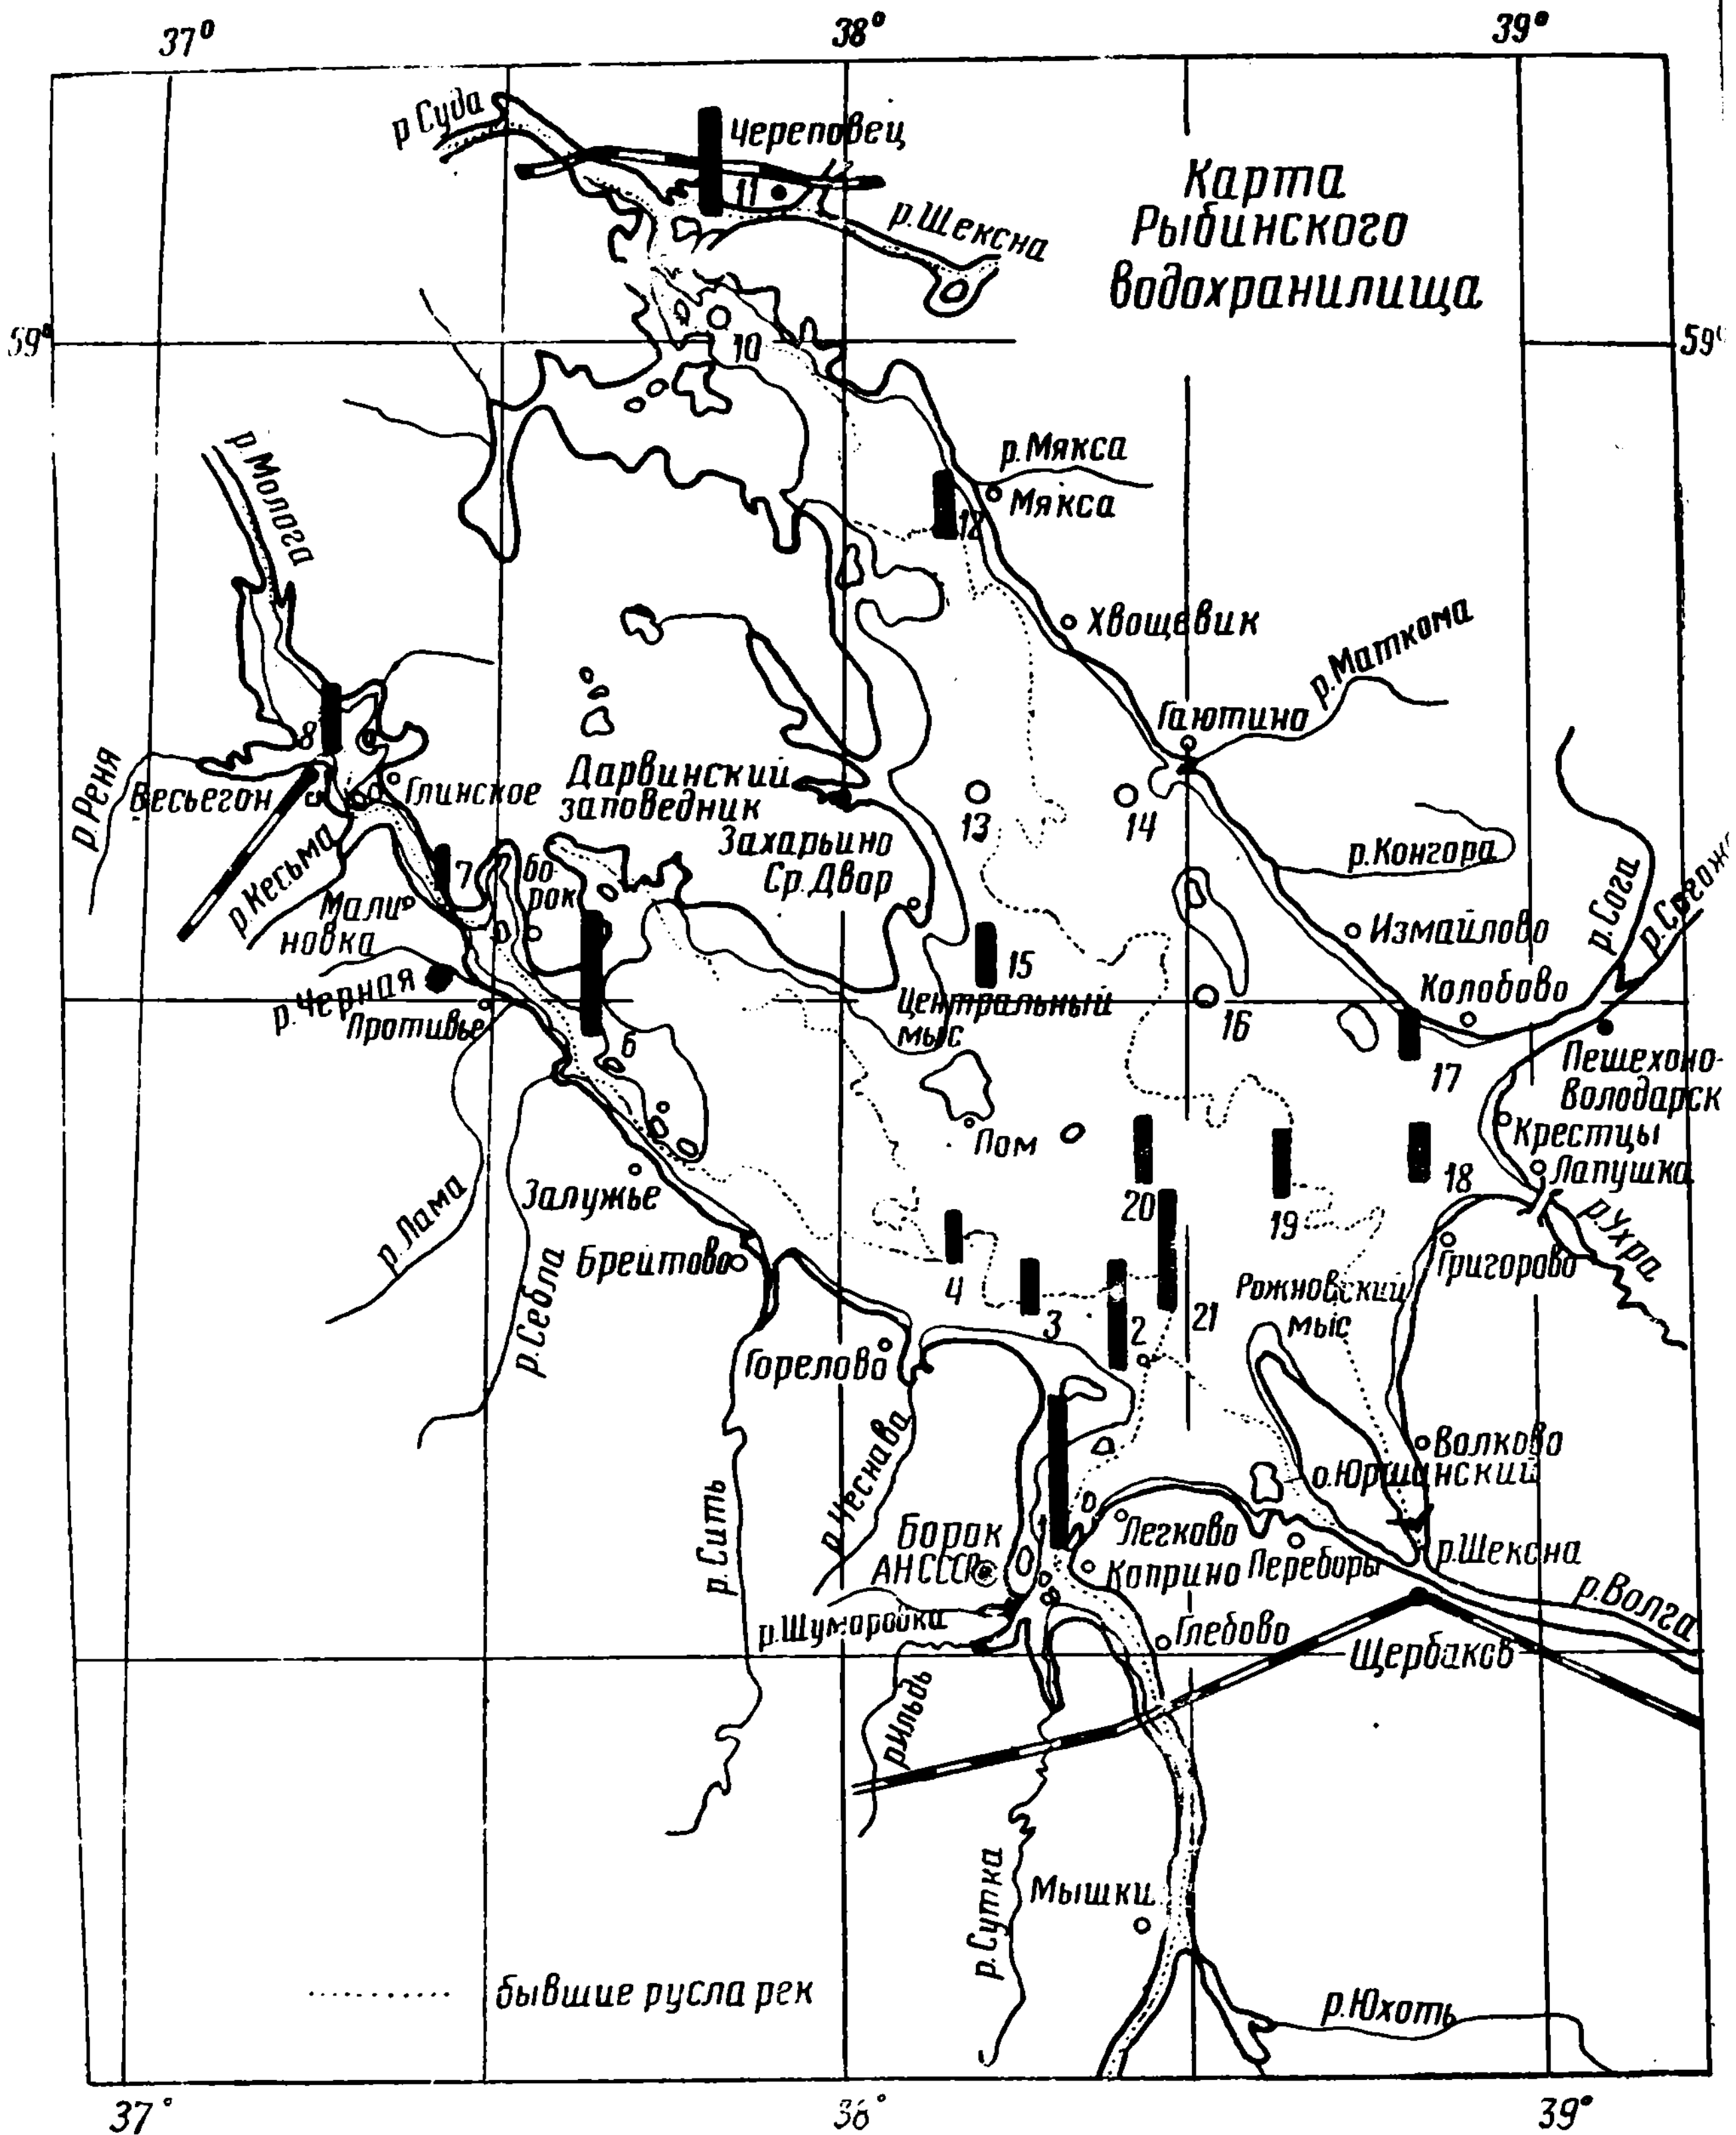 37°
38°
39°
р Суда
Череповец
11
р.Шексна
Карта
Рыбинского
водохранилища
59°
10
р.Молога
р.Мякса
Мякса
12
Хвощевик
р.Маткома
Гаютино
8
р.Реня
Весьегон
Глинское
Дарвинский
заповедник
13
14
Захарьино
Ср.Двор
р.Конгора
р.Сога
р.Кесьма
7
бо-
рок
Мали
новка
Измайлово
15
Колобово
р.Черная
Противье
Центральный
мыс
16
6
17
Пешехоно-
Володарск
Крестцы
Лапушка
Пом
18
20
19
р.Ухра
Залужье
р.Лама
р.Себла
Брейтово
Григорово
4
3
2
21
Рожновский
мыс
Горелово
р.Чеснава
Волково
о.Юршинский
р.Сить
Борок
АН СССР
1
Легково
Коприно
Переборы
р.Шексна
р.Волга
р.Шумаровка
Глебово
Щербаков
р.Ильдь
р.Сутка
Мышки
бывшие русла рек
р.Юхоть
37°
38°
39°